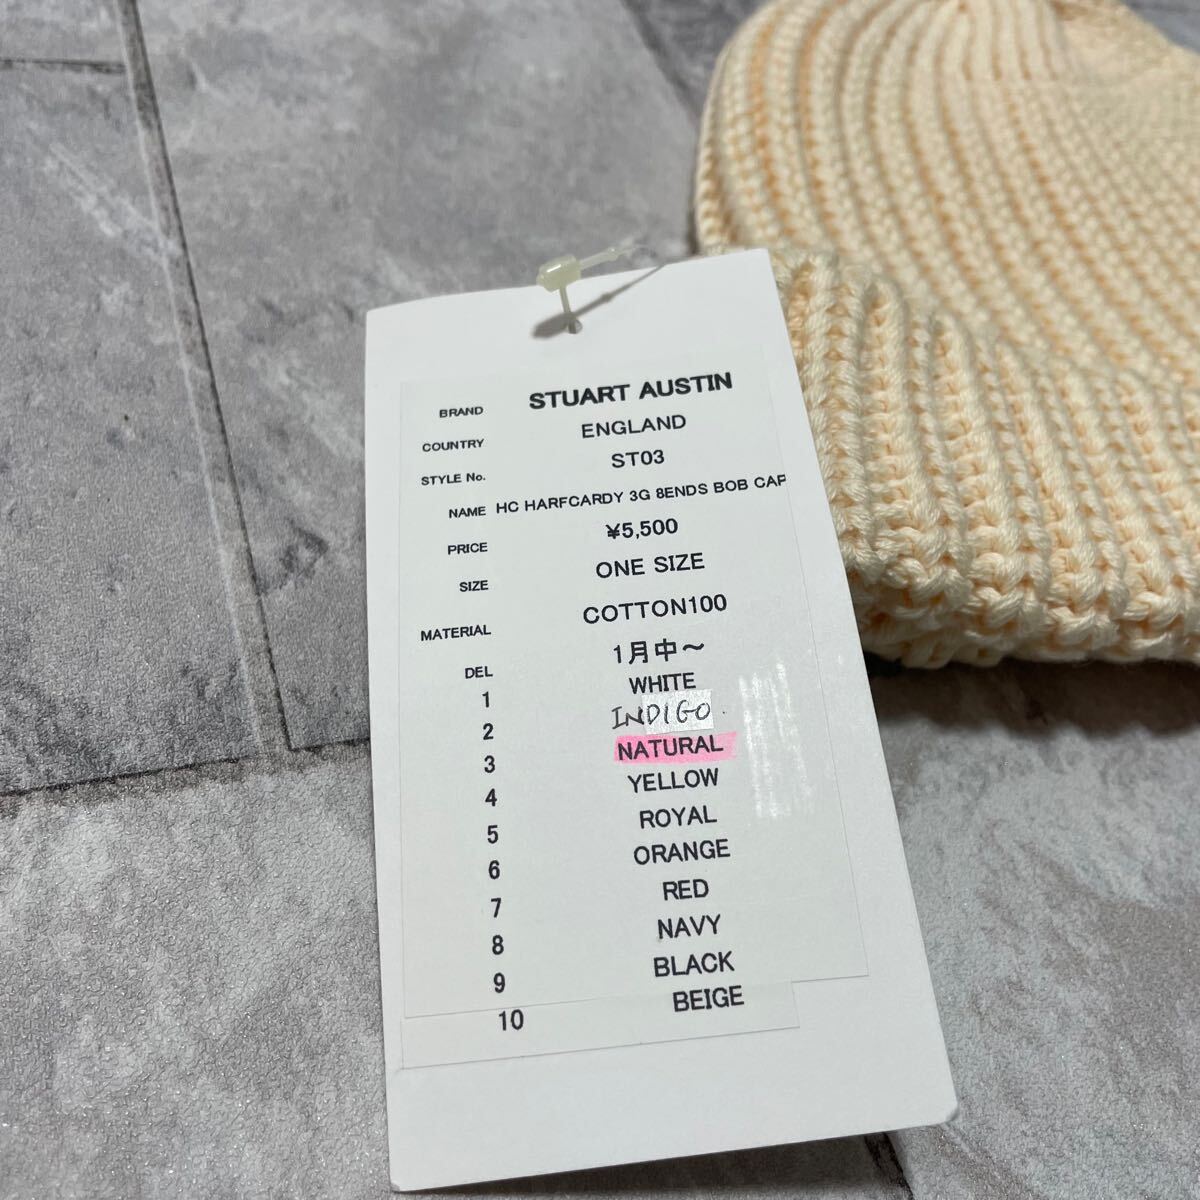 BRAND STUART AUSTIN
COUNTRY ENGLAND
STYLE No. ST03
NAME HC HARFCARDY 3G 8ENDS BOB CAP
PRICE ¥5,500
SIZE ONE SIZE
MATERIAL COTTON100
DEL 1月中～
1 WHITE
2 INDIGO
3 NATURAL
4 YELLOW
5 ROYAL
6 ORANGE
7 RED
8 NAVY
9 BLACK
10 BEIGE